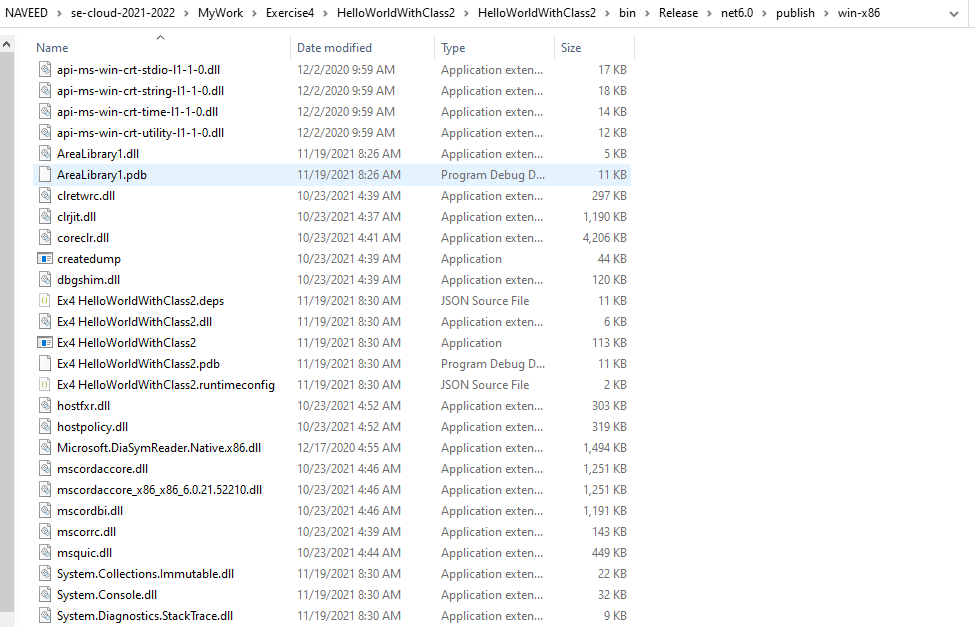 NAVEED > se-cloud-2021-2022 > MyWork > Exercise4 > HelloWorldWithClass2 > HelloWorldWithClass2 > bin > Release > net6.0 > publish > win-x86
Name Date modified Type Size
api-ms-win-crt-stdio-l1-1-0.dll 12/2/2020 9:59 AM Application exten... 17 KB
api-ms-win-crt-string-l1-1-0.dll 12/2/2020 9:59 AM Application exten... 18 KB
api-ms-win-crt-time-l1-1-0.dll 12/2/2020 9:59 AM Application exten... 14 KB
api-ms-win-crt-utility-l1-1-0.dll 12/2/2020 9:59 AM Application exten... 12 KB
AreaLibrary1.dll 11/19/2021 8:26 AM Application exten... 5 KB
AreaLibrary1.pdb 11/19/2021 8:26 AM Program Debug D... 11 KB
clretwrc.dll 10/23/2021 4:39 AM Application exten... 297 KB
clrjit.dll 10/23/2021 4:37 AM Application exten... 1,190 KB
coreclr.dll 10/23/2021 4:41 AM Application exten... 4,206 KB
createdump 10/23/2021 4:39 AM Application 44 KB
dbgshim.dll 10/23/2021 4:39 AM Application exten... 120 KB
Ex4 HelloWorldWithClass2.deps 11/19/2021 8:30 AM JSON Source File 11 KB
Ex4 HelloWorldWithClass2.dll 11/19/2021 8:30 AM Application exten... 6 KB
Ex4 HelloWorldWithClass2 11/19/2021 8:30 AM Application 113 KB
Ex4 HelloWorldWithClass2.pdb 11/19/2021 8:30 AM Program Debug D... 11 KB
Ex4 HelloWorldWithClass2.runtimeconfig 11/19/2021 8:30 AM JSON Source File 2 KB
hostfxr.dll 10/23/2021 4:52 AM Application exten... 303 KB
hostpolicy.dll 10/23/2021 4:52 AM Application exten... 319 KB
Microsoft.DiaSymReader.Native.x86.dll 12/17/2020 4:55 AM Application exten... 1,494 KB
mscordaccore.dll 10/23/2021 4:46 AM Application exten... 1,251 KB
mscordaccore_x86_x86_6.0.21.52210.dll 10/23/2021 4:46 AM Application exten... 1,251 KB
mscordbi.dll 10/23/2021 4:46 AM Application exten... 1,191 KB
mscorrc.dll 10/23/2021 4:39 AM Application exten... 143 KB
msquic.dll 10/23/2021 4:44 AM Application exten... 449 KB
System.Collections.Immutable.dll 11/19/2021 8:30 AM Application exten... 22 KB
System.Console.dll 11/19/2021 8:30 AM Application exten... 32 KB
System.Diagnostics.StackTrace.dll 11/19/2021 8:30 AM Application exten... 9 KB